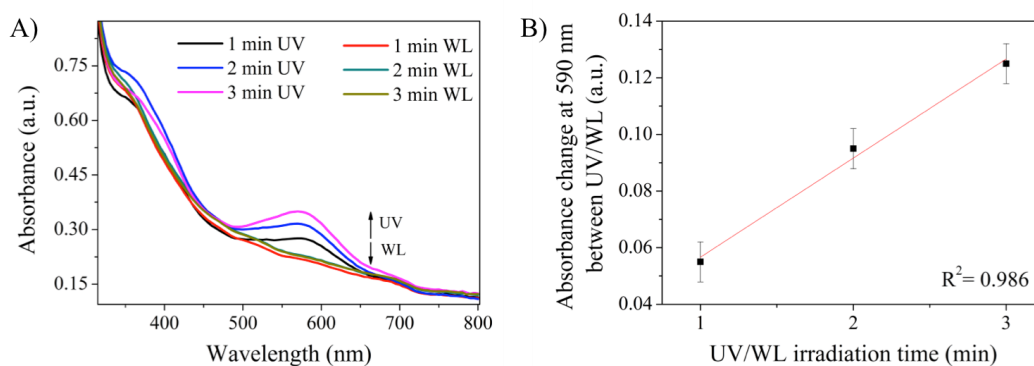 A)
Absorbance (a.u.)
0.75
0.60
0.45
0.30
0.15
1 min UV
2 min UV
3 min UV
1 min WL
2 min WL
3 min WL
UV
WL
400 500 600 700 800
Wavelength (nm)
B)
Absorbance change at 590 nm
between UV/WL (a.u.)
0.14
0.12
0.10
0.08
0.06
0.04
R²= 0.986
1 2 3
UV/WL irradiation time (min)